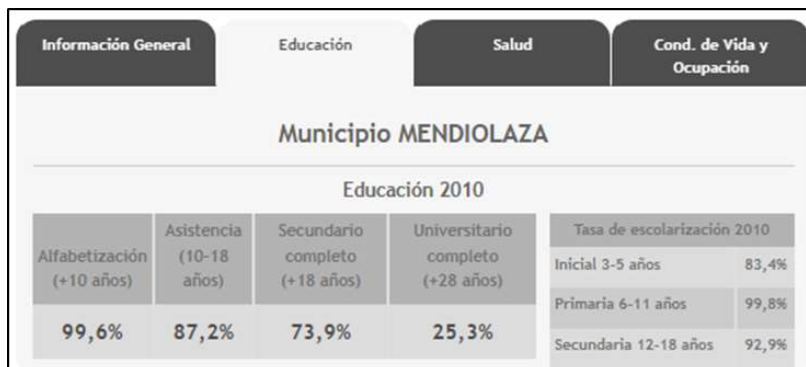 Información General
Educación
Salud
Cond. de Vida y
Ocupación
Municipio MENDIOLAZA
Educación 2010
Alfabetización
(+10 años)
Asistencia
(10-18
años)
Secundario
completo
(+18 años)
Universitario
completo
(+28 años)
99,6%
87,2%
73,9%
25,3%
Tasa de escolarización 2010
Inicial 3-5 años 83,4%
Primaria 6-11 años 99,8%
Secundaria 12-18 años 92,9%